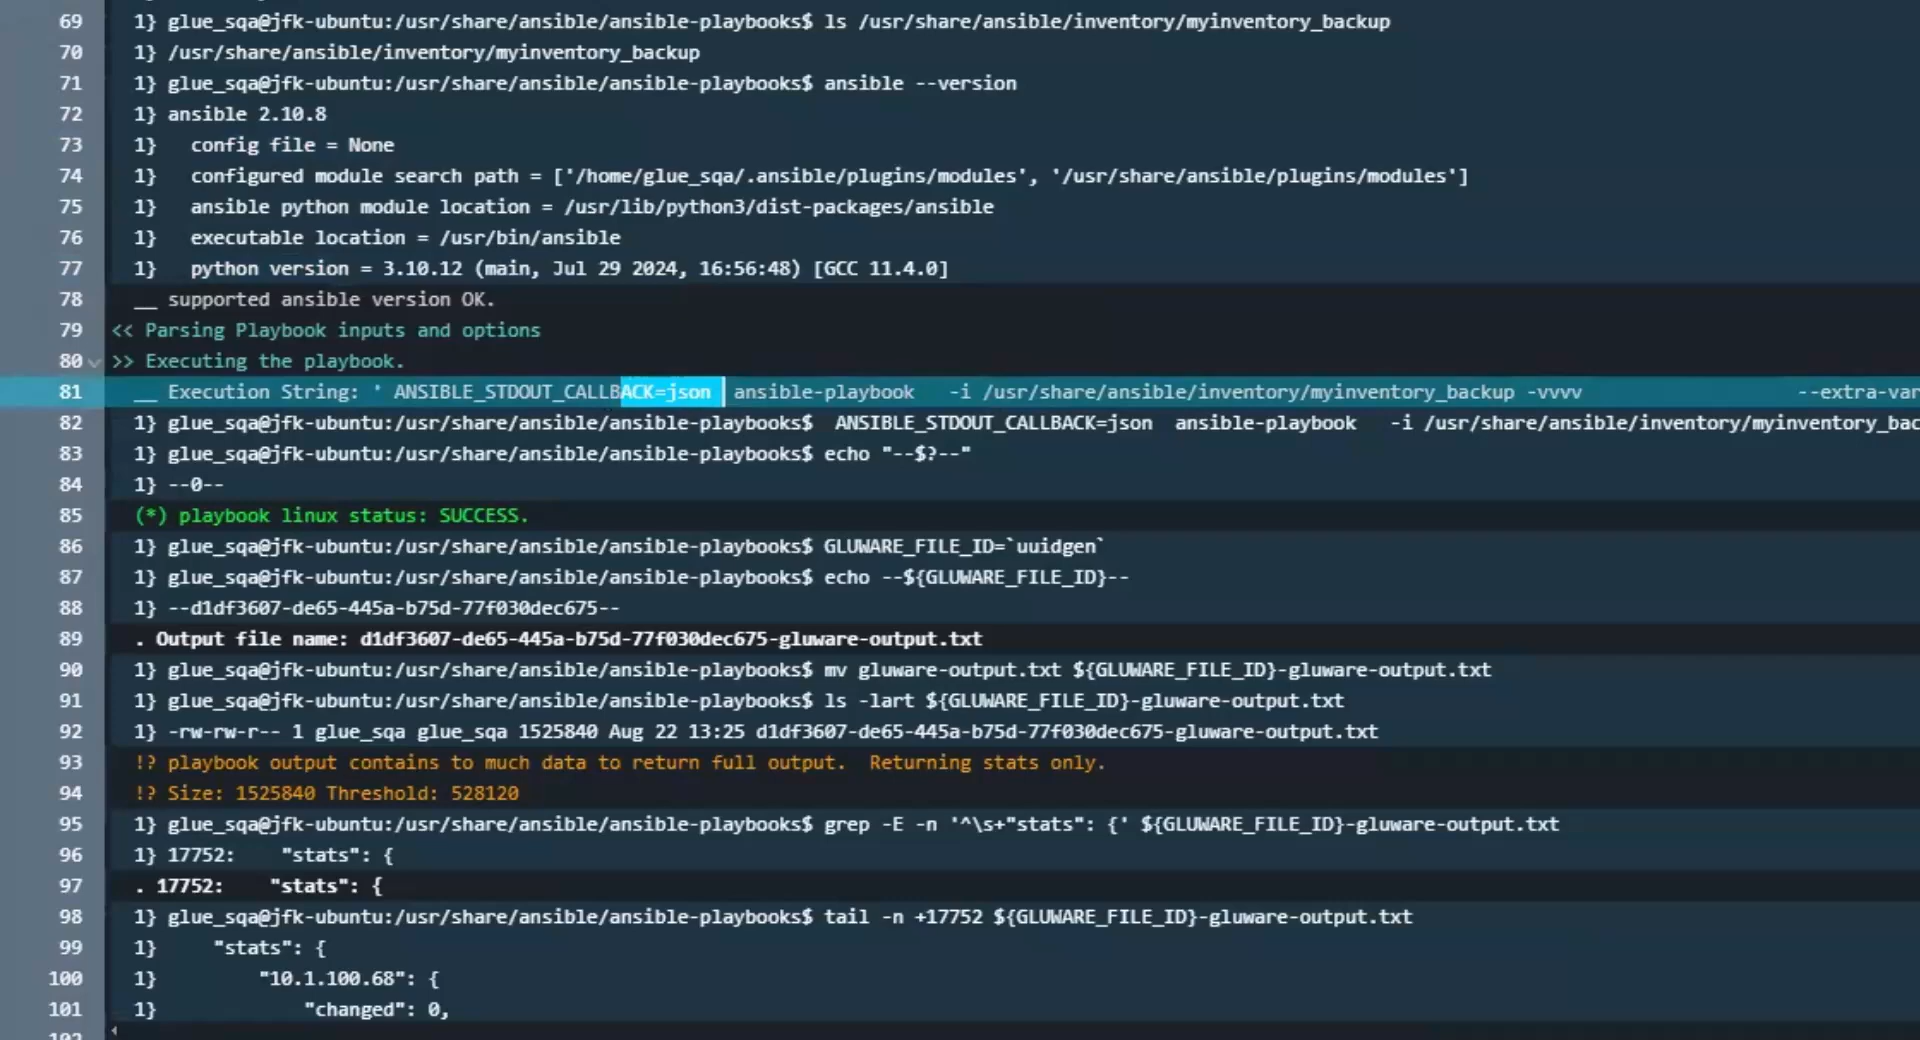 69 1} glue_sqa@jfk-ubuntu:/usr/share/ansible/ansible-playbooks$ ls /usr/share/ansible/inventory/myinventory_backup
70 1} /usr/share/ansible/inventory/myinventory_backup
71 1} glue_sqa@jfk-ubuntu:/usr/share/ansible/ansible-playbooks$ ansible --version
72 1} ansible 2.10.8
73 1}   config file = None
74 1}   configured module search path = ['/home/glue_sqa/.ansible/plugins/modules', '/usr/share/ansible/plugins/modules']
75 1}   ansible python module location = /usr/lib/python3/dist-packages/ansible
76 1}   executable location = /usr/bin/ansible
77 1}   python version = 3.10.12 (main, Jul 29 2024, 16:56:48) [GCC 11.4.0]
78 __ supported ansible version OK.
79 << Parsing Playbook inputs and options
80 >> Executing the playbook.
81 __ Execution String: ' ANSIBLE_STDOUT_CALLBACK=json  ansible-playbook   -i /usr/share/ansible/inventory/myinventory_backup -vvvv                   --extra-var
82 1} glue_sqa@jfk-ubuntu:/usr/share/ansible/ansible-playbooks$  ANSIBLE_STDOUT_CALLBACK=json  ansible-playbook   -i /usr/share/ansible/inventory/myinventory_bac
83 1} glue_sqa@jfk-ubuntu:/usr/share/ansible/ansible-playbooks$ echo "--$?--"
84 1} --0--
85 (*) playbook linux status: SUCCESS.
86 1} glue_sqa@jfk-ubuntu:/usr/share/ansible/ansible-playbooks$ GLUWARE_FILE_ID=`uuidgen`
87 1} glue_sqa@jfk-ubuntu:/usr/share/ansible/ansible-playbooks$ echo --${GLUWARE_FILE_ID}--
88 1} --d1df3607-de65-445a-b75d-77f030dec675--
89 . Output file name: d1df3607-de65-445a-b75d-77f030dec675-gluware-output.txt
90 1} glue_sqa@jfk-ubuntu:/usr/share/ansible/ansible-playbooks$ mv gluware-output.txt ${GLUWARE_FILE_ID}-gluware-output.txt
91 1} glue_sqa@jfk-ubuntu:/usr/share/ansible/ansible-playbooks$ ls -lart ${GLUWARE_FILE_ID}-gluware-output.txt
92 1} -rw-rw-r-- 1 glue_sqa glue_sqa 1525840 Aug 22 13:25 d1df3607-de65-445a-b75d-77f030dec675-gluware-output.txt
93 !? playbook output contains to much data to return full output.  Returning stats only.
94 !? Size: 1525840 Threshold: 528120
95 1} glue_sqa@jfk-ubuntu:/usr/share/ansible/ansible-playbooks$ grep -E -n '^\s+"stats": {' ${GLUWARE_FILE_ID}-gluware-output.txt
96 1} 17752:    "stats": {
97 . 17752:    "stats": {
98 1} glue_sqa@jfk-ubuntu:/usr/share/ansible/ansible-playbooks$ tail -n +17752 ${GLUWARE_FILE_ID}-gluware-output.txt
99 1}     "stats": {
100 1}         "10.1.100.68": {
101 1}             "changed": 0,